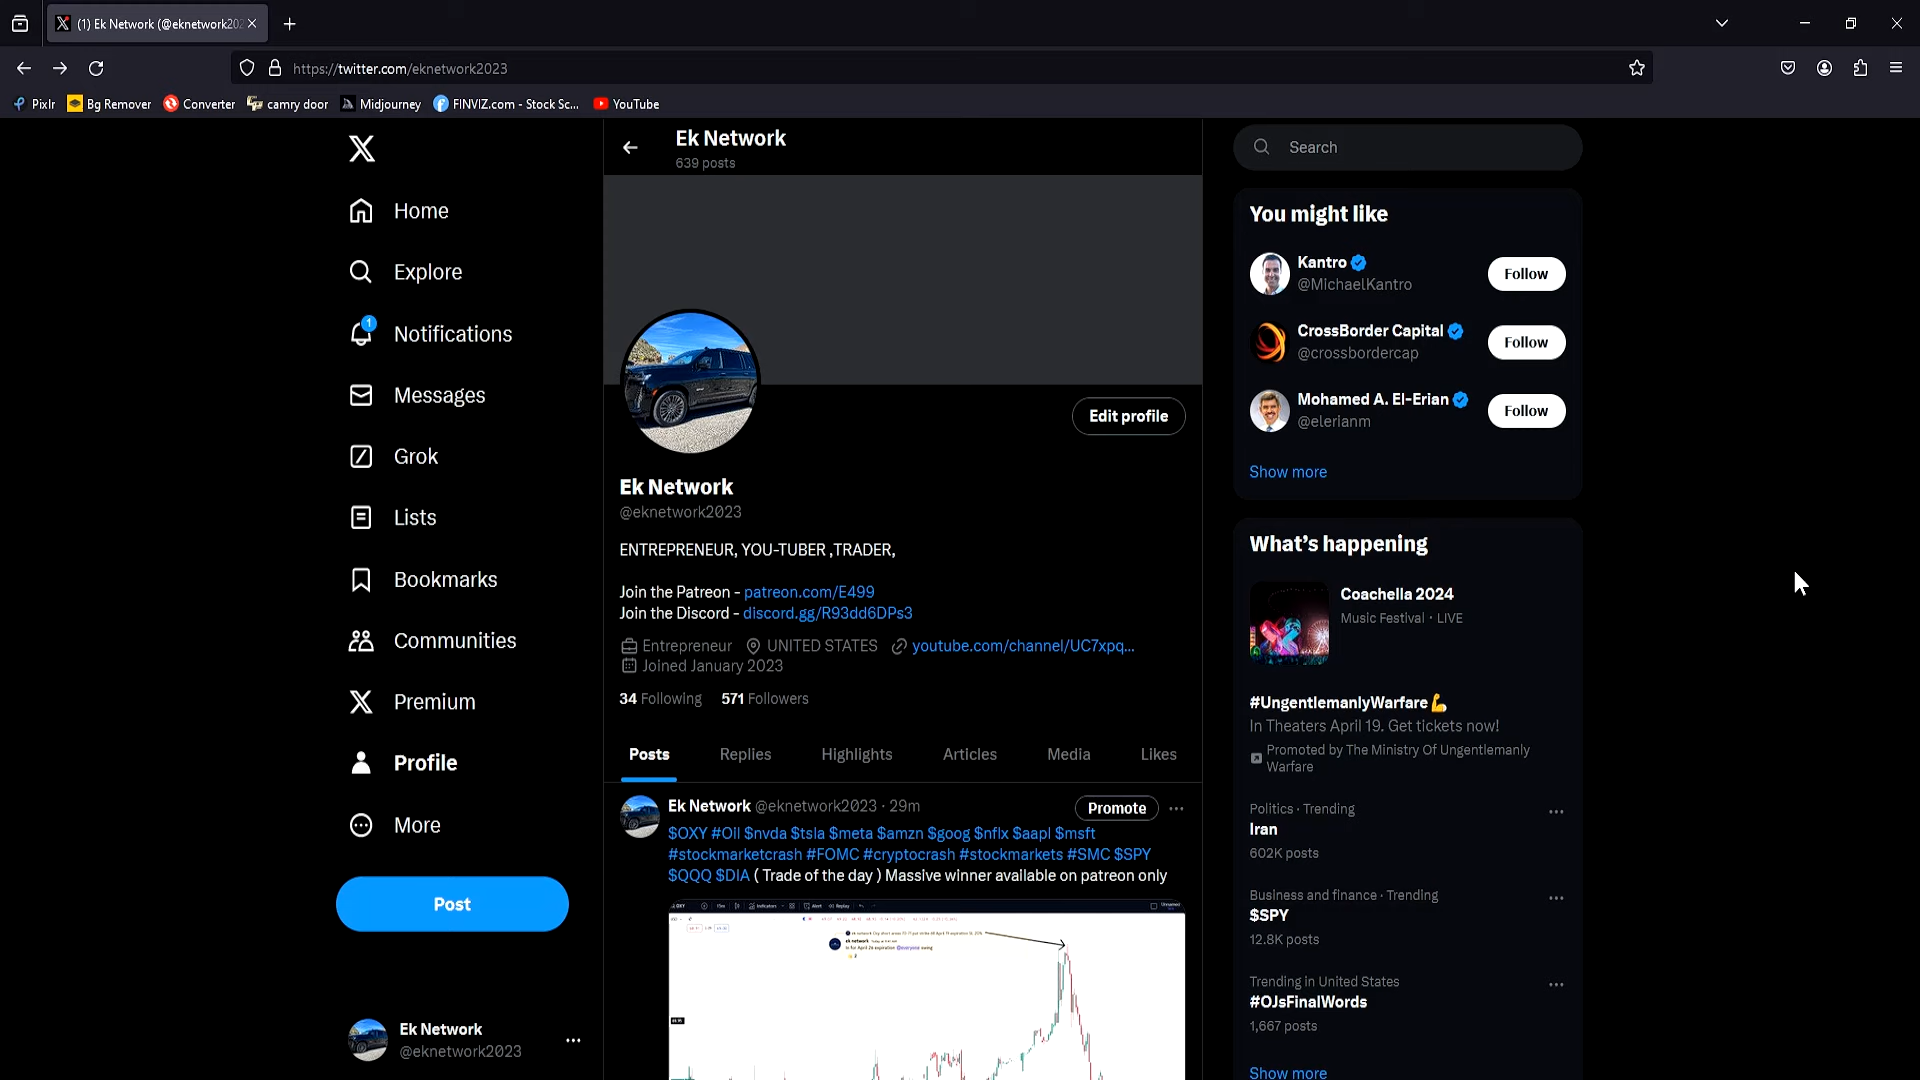 (1) Ek Network (@eknetwork202
https://twitter.com/eknetwork2023
Pixlr
Bg Remover
Converter
camry door
Midjourney
FINVIZ.com - Stock Sc...
YouTube
Home
Explore
1
Notifications
Messages
Grok
Lists
Bookmarks
Communities
Premium
Profile
More
Post
Ek Network
@eknetwork2023
Ek Network
639 posts
Edit profile
Ek Network
@eknetwork2023
ENTREPRENEUR, YOU-TUBER ,TRADER,
Join the Patreon - patreon.com/E499
Join the Discord - discord.gg/R93dd6DPs3
Entrepreneur UNITED STATES youtube.com/channel/UC7xpq...
Joined January 2023
34 Following 571 Followers
Posts Replies Highlights Articles Media Likes
Ek Network @eknetwork2023 · 29m
Promote
$OXY #Oil $nvda $tsla $meta $amzn $goog $nflx $aapl $msft
#stockmarketcrash #FOMC #cryptocrash #stockmarkets #SMC $SPY
$QQQ $DIA ( Trade of the day ) Massive winner available on patreon only
Search
You might like
Kantro
@MichaelKantro
Follow
CrossBorder Capital
@crossbordercap
Follow
Mohamed A. El-Erian
@elerianm
Follow
Show more
What's happening
Coachella 2024
Music Festival · LIVE
#UngentlemanlyWarfare
In Theaters April 19. Get tickets now!
Promoted by The Ministry Of Ungentlemanly
Warfare
Politics · Trending
Iran
602K posts
Business and finance · Trending
$SPY
12.8K posts
Trending in United States
#OJsFinalWords
1,667 posts
Show more